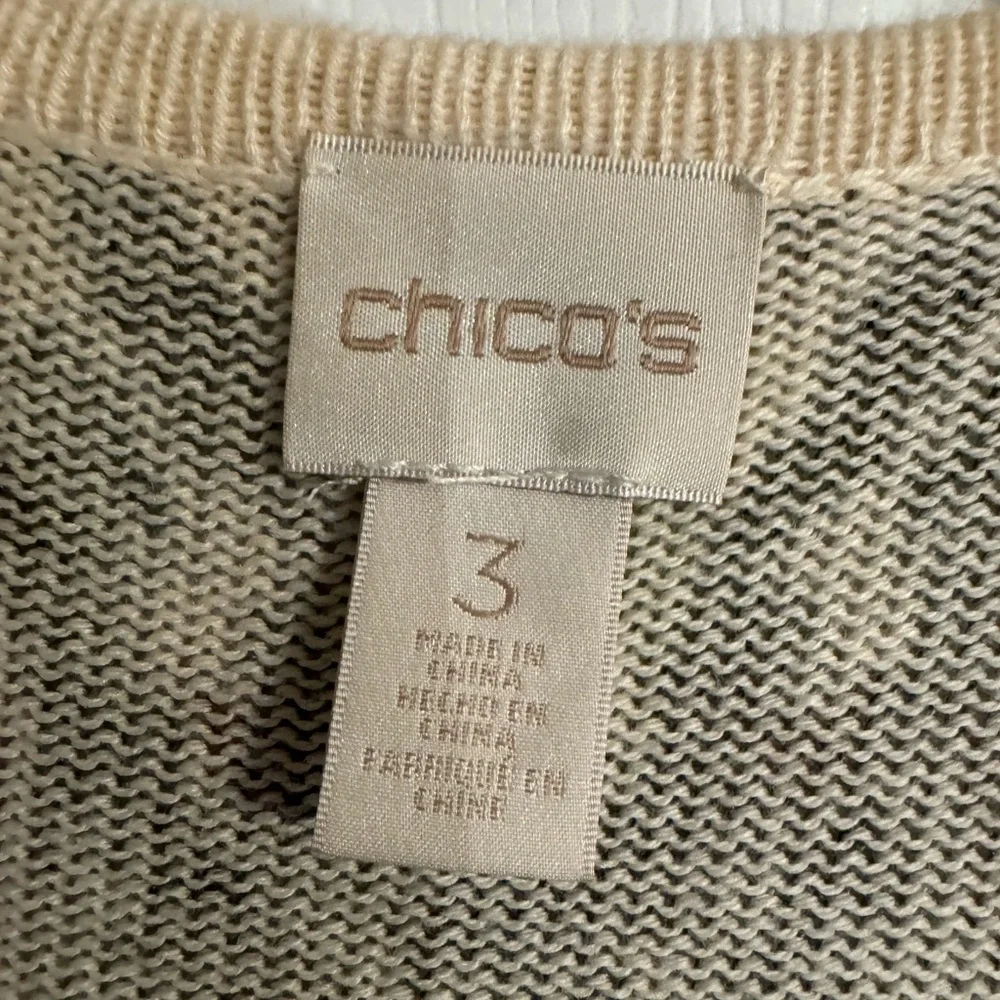 chico's
3
MADE IN
CHINA
HECHO EN
CHINA
FABRIQUÉ EN
CHINE